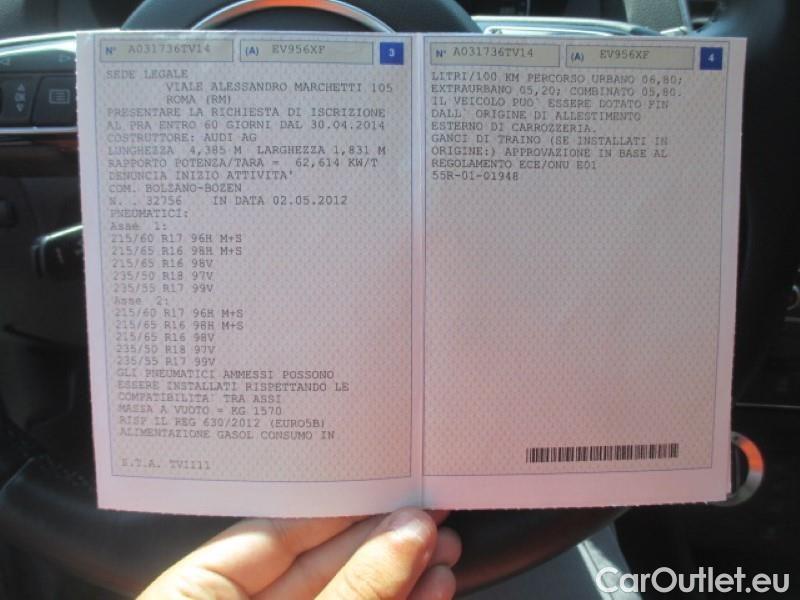 N° A031736TV14 (A) EV956XF 3
SEDE LEGALE
VIALE ALESSANDRO MARCHETTI 105
ROMA (RM)
PRESENTARE LA RICHIESTA DI ISCRIZIONE
AL PRA ENTRO 60 GIORNI DAL 30.04.2014
COSTRUTTORE: AUDI AG
LUNGHEZZA 4,385 M LARGHEZZA 1,831 M
RAPPORTO POTENZA/TARA = 62,614 KW/T
DENUNCIA INIZIO ATTIVITA'
COM. BOLZANO-BOZEN
N. . 32756 IN DATA 02.05.2012
PNEUMATICI:
Asse 1:
215/60 R17 96H M+S
215/65 R16 98H M+S
215/65 R16 98V
235/50 R18 97V
235/55 R17 99V
Asse 2:
215/60 R17 96H M+S
215/65 R16 98H M+S
215/65 R16 98V
235/50 R18 97V
235/55 R17 99V
GLI PNEUMATICI AMMESSI POSSONO
ESSERE INSTALLATI RISPETTANDO LE
COMPATIBILITA` TRA ASSI
MASSA A VUOTO = KG 1570
RISP IL REG 630/2012 (EURO5B)
ALIMENTAZIONE GASOL CONSUMO IN
S.T.A. TV1111
N° A031736TV14 (A) EV956XF 4
LITRI/100 KM PERCORSO URBANO 06,80;
EXTRAURBANO 05,20; COMBINATO 05,80.
IL VEICOLO PUO` ESSERE DOTATO FIN
DALL` ORIGINE DI ALLESTIMENTO
ESTERNO DI CARROZZERIA.
GANCI DI TRAINO (SE INSTALLATI IN
ORIGINE:) APPROVAZIONE IN BASE AL
REGOLAMENTO ECE/ONU E01
55R-01-01948
CarOutlet.eu